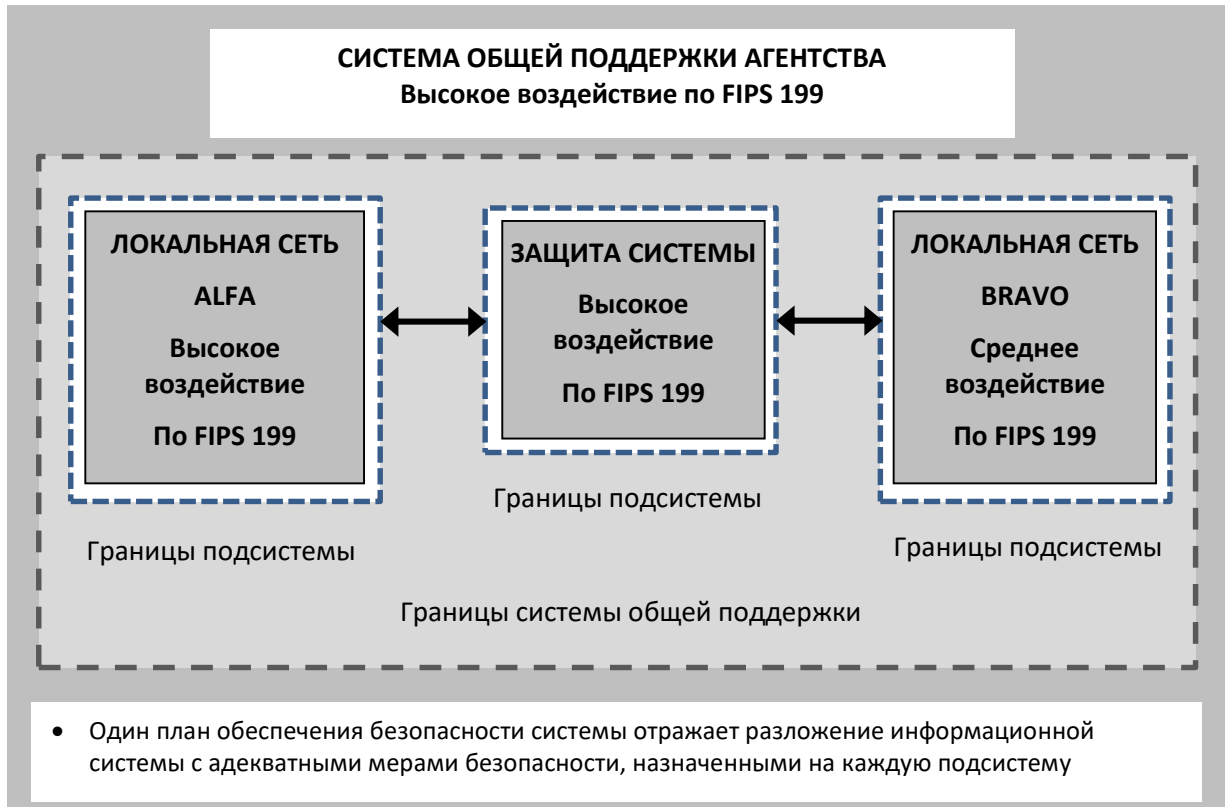 СИСТЕМА ОБЩЕЙ ПОДДЕРЖКИ АГЕНТСТВА
Высокое воздействие по FIPS 199
ЛОКАЛЬНАЯ СЕТЬ
ALFA
Высокое
воздействие
По FIPS 199
ЗАЩИТА СИСТЕМЫ
Высокое
воздействие
По FIPS 199
ЛОКАЛЬНАЯ СЕТЬ
BRAVO
Среднее
воздействие
По FIPS 199
Границы подсистемы
Границы подсистемы
Границы подсистемы
Границы системы общей поддержки
• Один план обеспечения безопасности системы отражает разложение информационной
системы с адекватными мерами безопасности, назначенными на каждую подсистему